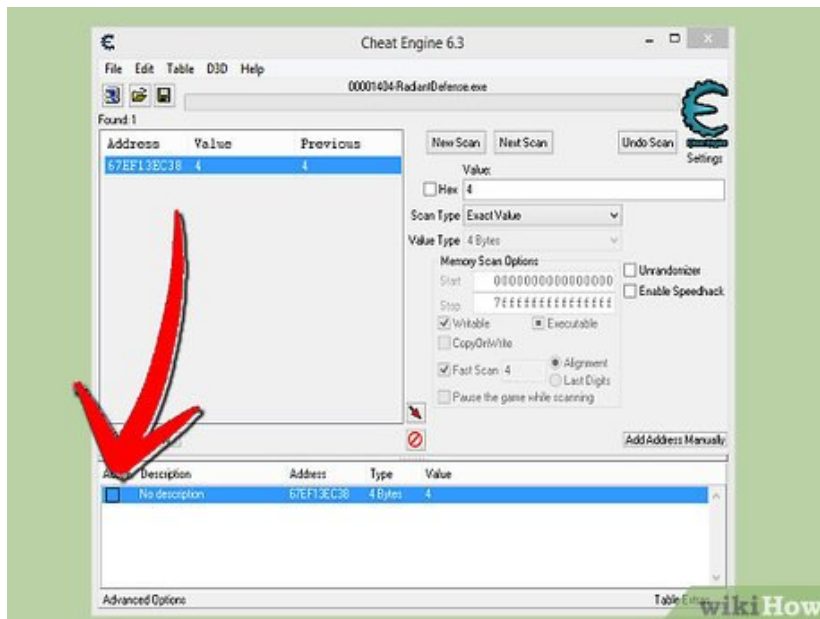 Cheat Engine 6.3
File Edit Table D3D Help
00001404-RadiantDefense.exe
Found: 1
Address Value Previous
67EF13EC38 4 4
New Scan Next Scan Undo Scan
Settings
Value:
Hex 4
Scan Type Exact Value
Value Type 4 Bytes
Memory Scan Options
Start 0000000000000000
Stop 7fffffffffffffff
Unrandomizer
Enable Speedhack
Writable Executable
CopyOnWrite
Fast Scan 4 Alignment
Last Digits
Pause the game while scanning
Add Address Manually
Description Address Type Value
No description 67EF13EC38 4 Bytes 4
Advanced Options
Table
wikiHow